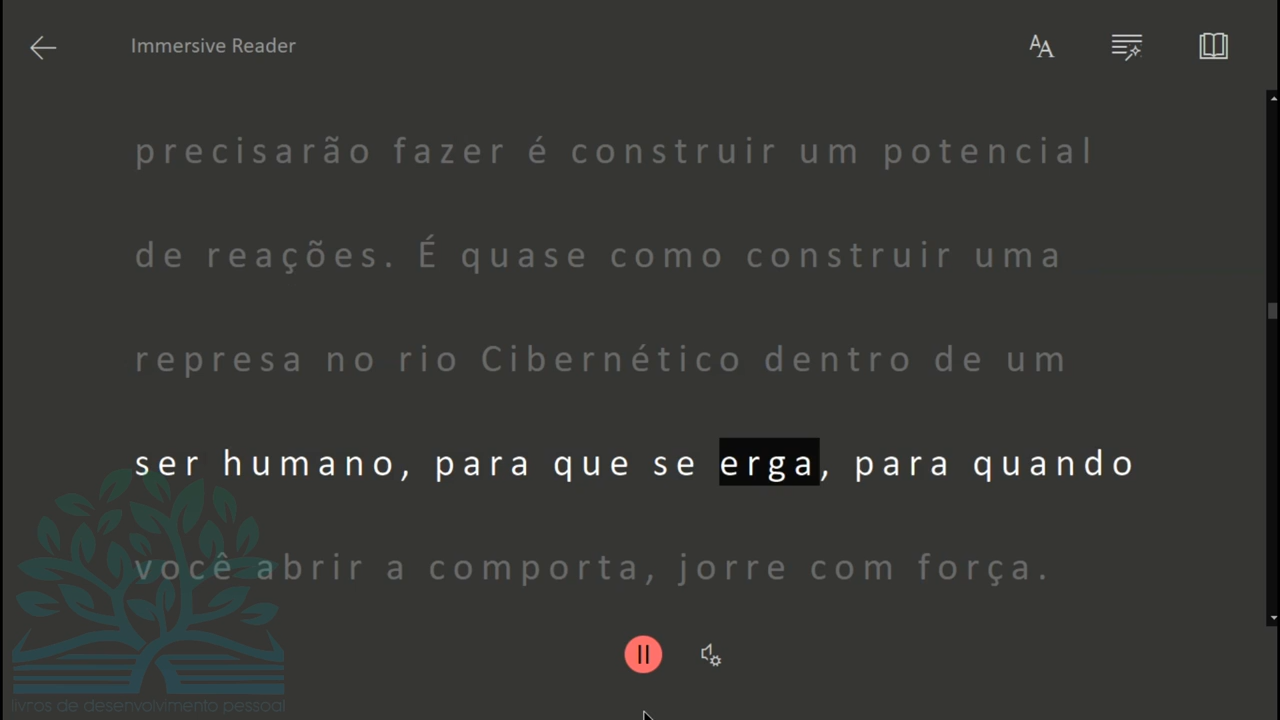 Immersive Reader
precisarão fazer é construir um potencial
de reações. É quase como construir uma
represa no rio Cibernético dentro de um
ser humano, para que se erga, para quando
você abrir a comporta, jorre com força.
livros de desenvolvimento pessoal